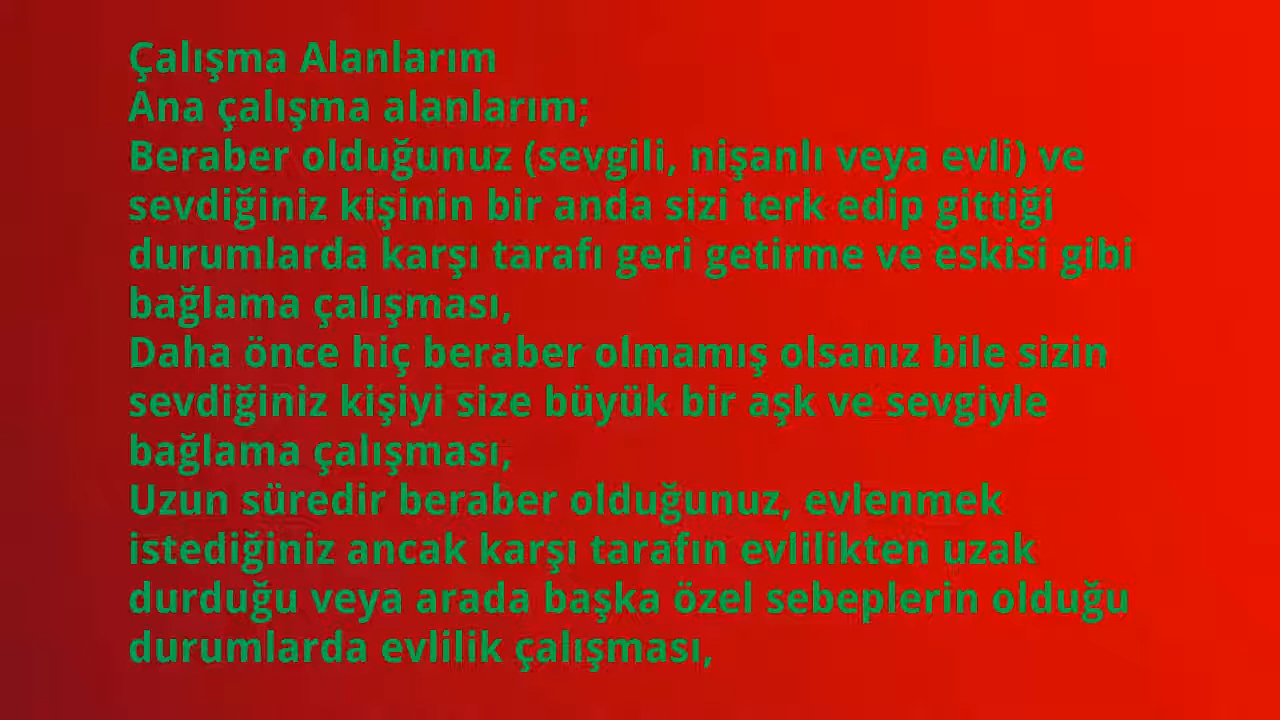 Çalışma Alanlarım
Ana çalışma alanlarım;
Beraber olduğunuz (sevgili, nişanlı veya evli) ve
sevdiğiniz kişinin bir anda sizi terk edip gittiği
durumlarda karşı tarafı geri getirme ve eskisi gibi
bağlama çalışması,
Daha önce hiç beraber olmamış olsanız bile sizin
sevdiğiniz kişiyi size büyük bir aşk ve sevgiyle
bağlama çalışması,
Uzun süredir beraber olduğunuz, evlenmek
istediğiniz ancak karşı tarafın evlilikten uzak
durduğu veya arada başka özel sebeplerin olduğu
durumlarda evlilik çalışması,